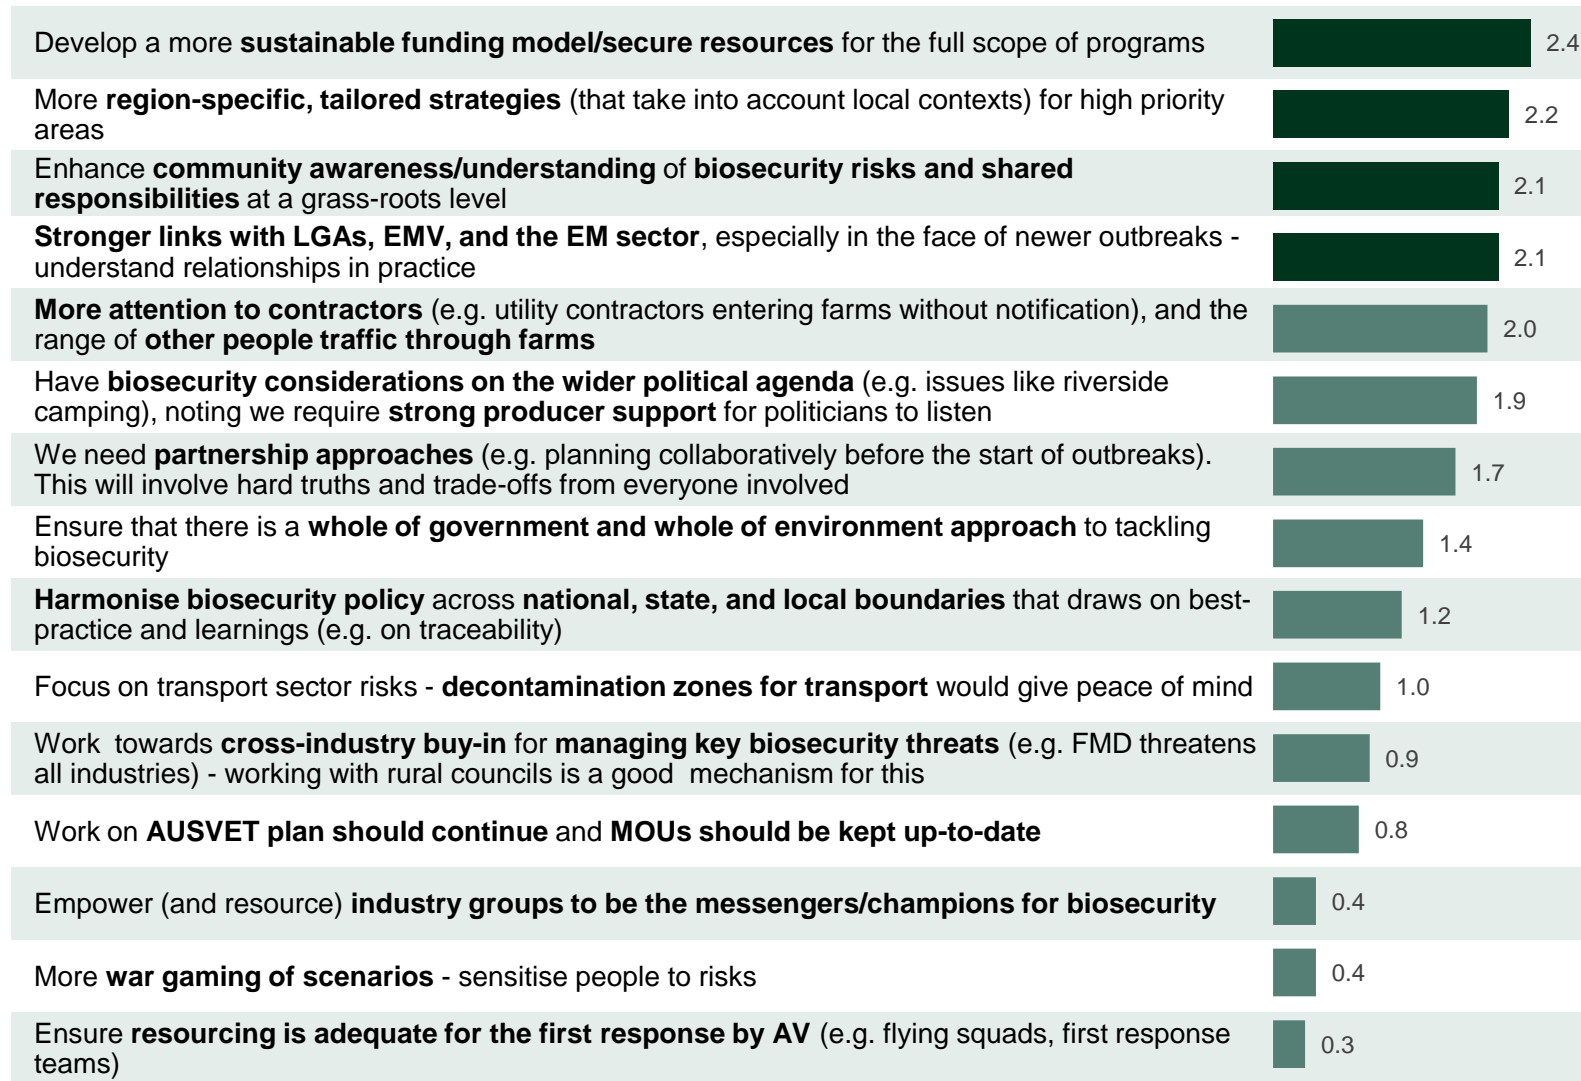 Develop a more sustainable funding model/secure resources for the full scope of programs
2.4
More region-specific, tailored strategies (that take into account local contexts) for high priority
areas
2.2
Enhance community awareness/understanding of biosecurity risks and shared
responsibilities at a grass-roots level
2.1
Stronger links with LGAs, EMV, and the EM sector, especially in the face of newer outbreaks -
understand relationships in practice
2.1
More attention to contractors (e.g. utility contractors entering farms without notification), and the
range of other people traffic through farms
2.0
Have biosecurity considerations on the wider political agenda (e.g. issues like riverside
camping), noting we require strong producer support for politicians to listen
1.9
We need partnership approaches (e.g. planning collaboratively before the start of outbreaks).
This will involve hard truths and trade-offs from everyone involved
1.7
Ensure that there is a whole of government and whole of environment approach to tackling
biosecurity
1.4
Harmonise biosecurity policy across national, state, and local boundaries that draws on best-
practice and learnings (e.g. on traceability)
1.2
Focus on transport sector risks - decontamination zones for transport would give peace of mind
1.0
Work towards cross-industry buy-in for managing key biosecurity threats (e.g. FMD threatens
all industries) - working with rural councils is a good mechanism for this
0.9
Work on AUSVET plan should continue and MOUs should be kept up-to-date
0.8
Empower (and resource) industry groups to be the messengers/champions for biosecurity
0.4
More war gaming of scenarios - sensitise people to risks
0.4
Ensure resourcing is adequate for the first response by AV (e.g. flying squads, first response
teams)
0.3